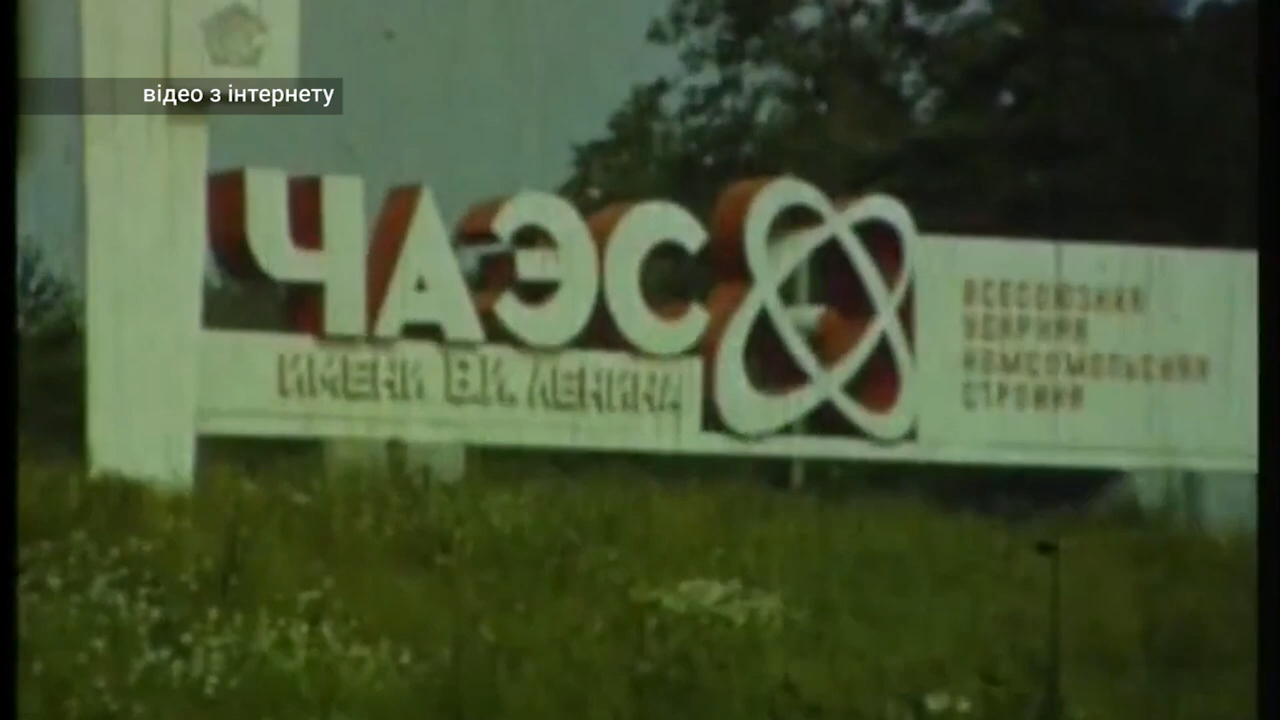 відео з інтернету
ЧАЭС
ИМЕНИ В.И. ЛЕНИНА
ВСЕСОЮЗНАЯ
УДАРНАЯ
КОМСОМОЛЬСКАЯ
СТРОЙКА